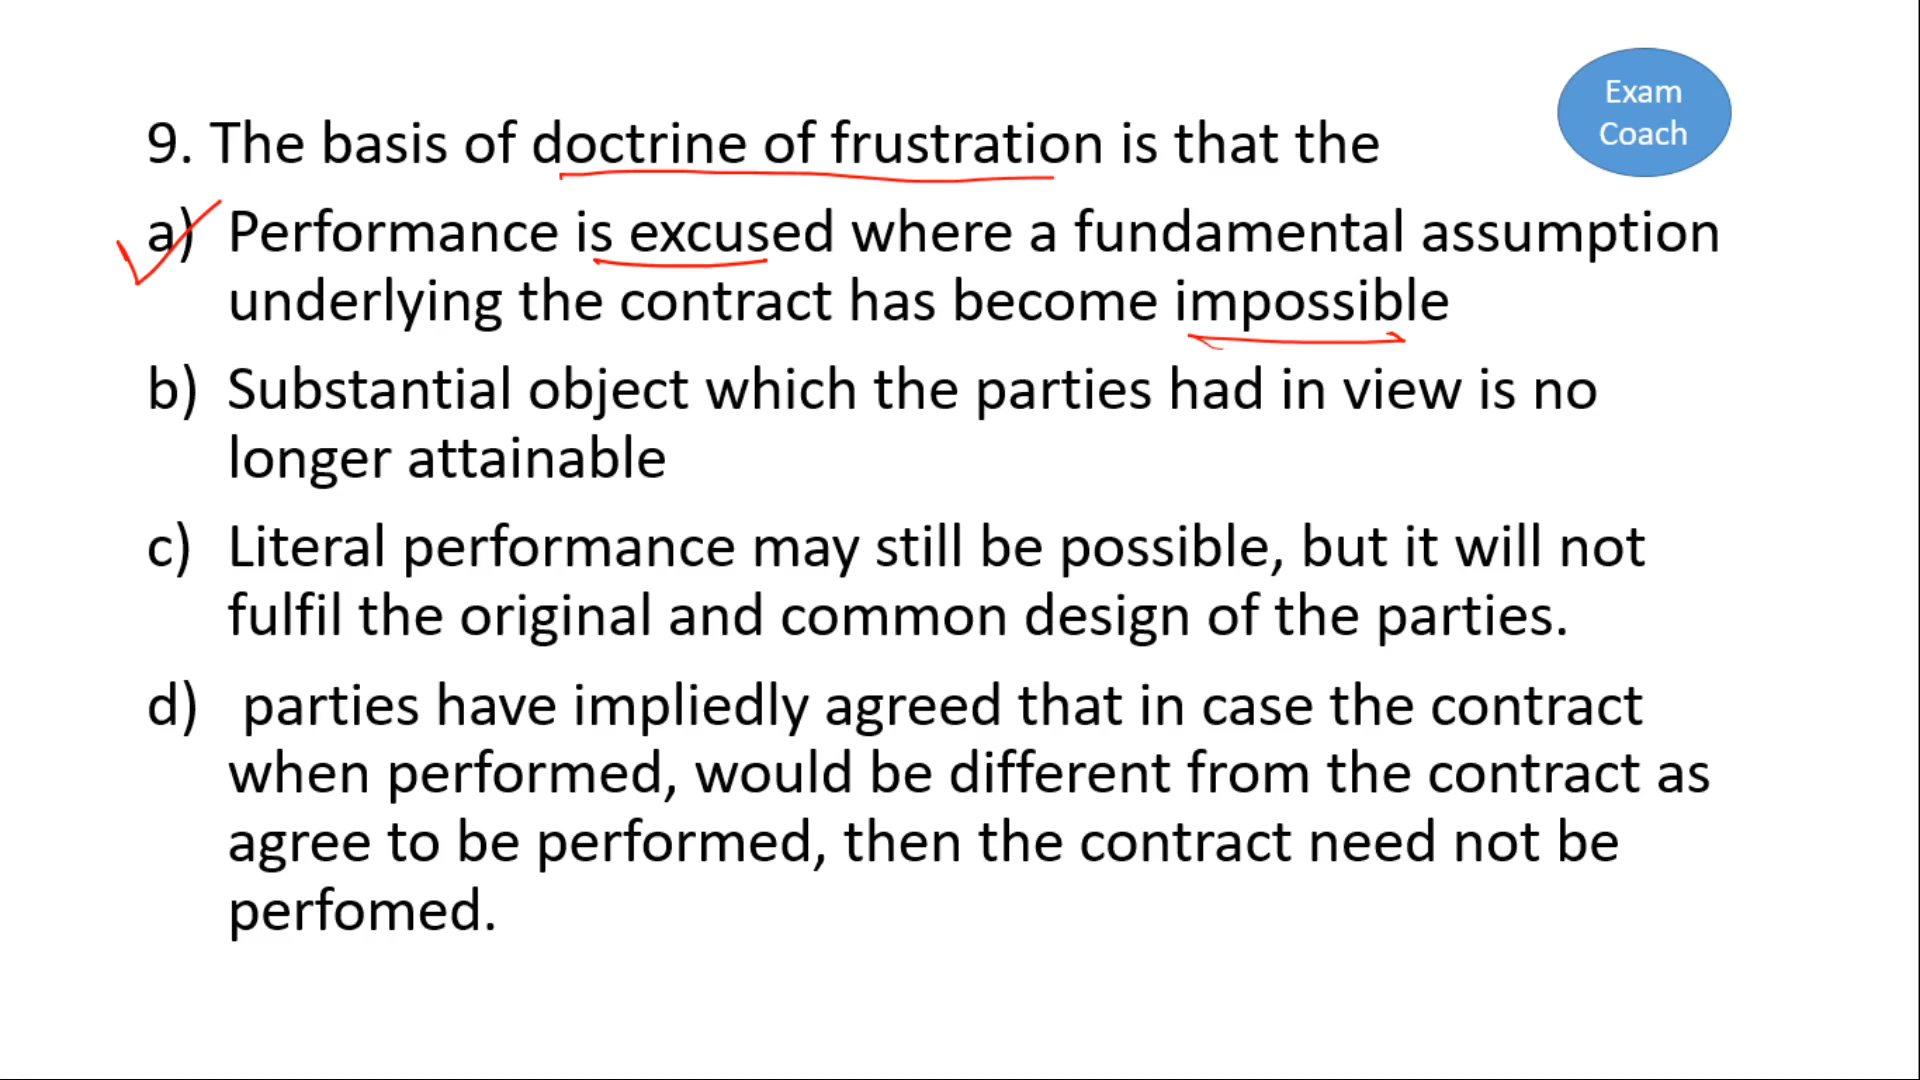 Exam
Coach
9. The basis of doctrine of frustration is that the
a) Performance is excused where a fundamental assumption
underlying the contract has become impossible
b) Substantial object which the parties had in view is no
longer attainable
c) Literal performance may still be possible, but it will not
fulfil the original and common design of the parties.
d) parties have impliedly agreed that in case the contract
when performed, would be different from the contract as
agree to be performed, then the contract need not be
perfomed.